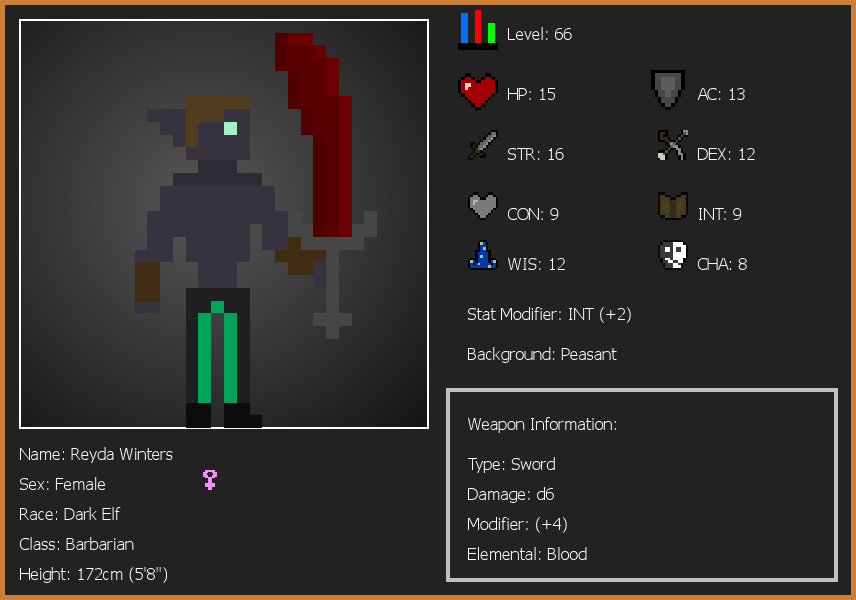 Level: 66
HP: 15
AC: 13
STR: 16
DEX: 12
CON: 9
INT: 9
WIS: 12
CHA: 8
Stat Modifier: INT (+2)
Background: Peasant
Weapon Information:
Type: Sword
Damage: d6
Modifier: (+4)
Elemental: Blood
Name: Reyda Winters
Sex: Female
Race: Dark Elf
Class: Barbarian
Height: 172cm (5'8")